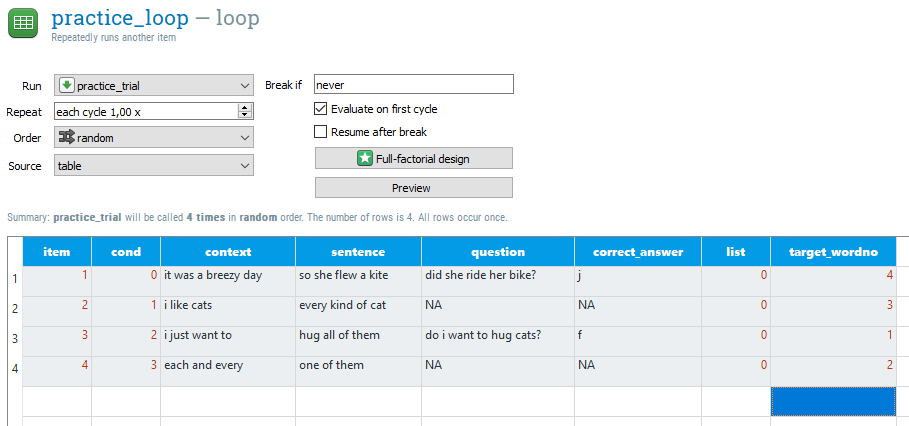 practice_loop – loop
Repeatedly runs another item
Run practice_trial Break if never
Repeat each cycle 1,00 x Evaluate on first cycle
Order random Resume after break
Source table Full-factorial design
Preview
Summary: practice_trial will be called 4 times in random order. The number of rows is 4. All rows occur once.
item cond context sentence question correct_answer list target_wordno
1 1 0 it was a breezy day so she flew a kite did she ride her bike? j 0 4
2 2 1 i like cats every kind of cat NA NA 0 3
3 3 2 i just want to hug all of them do i want to hug cats? f 0 1
4 4 3 each and every one of them NA NA 0 2